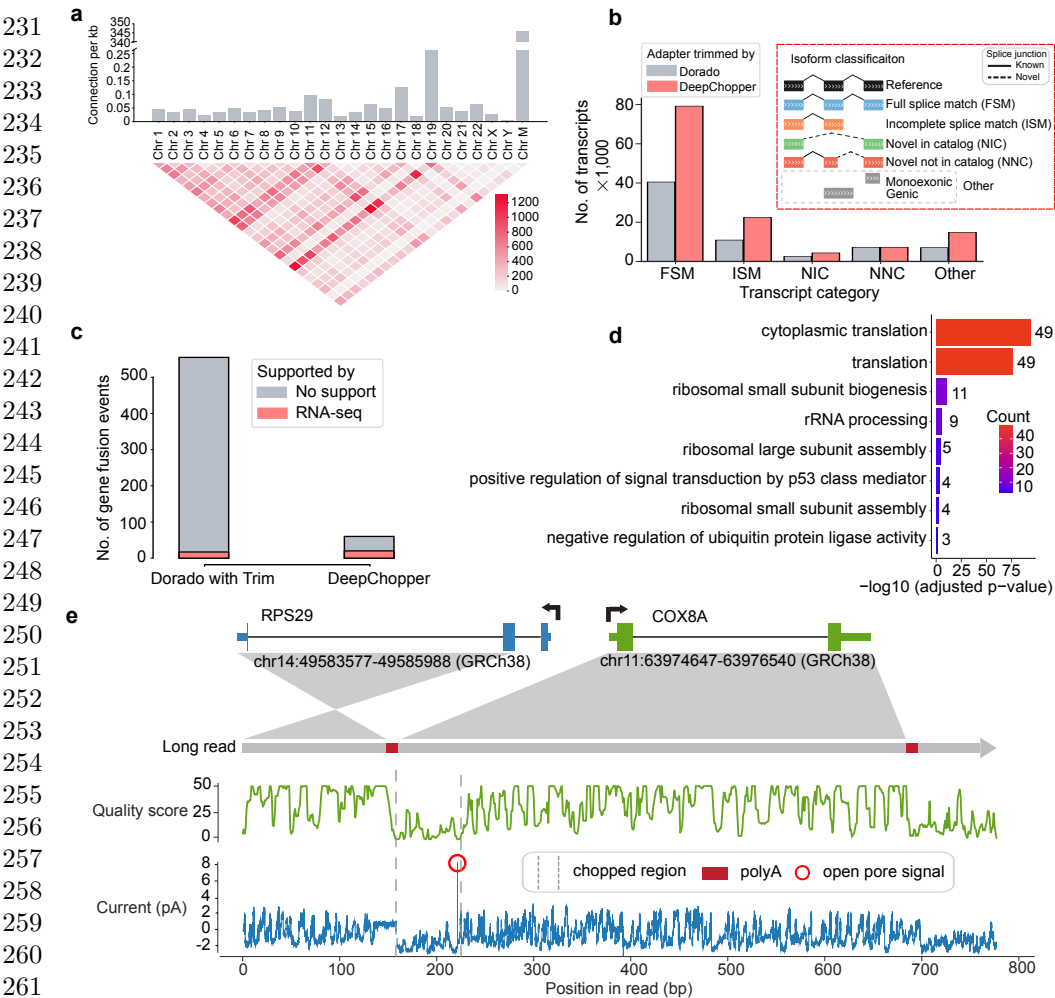 231
232
233
234
235
236
237
238
239
240
241
242
243
244
245
246
247
248
249
250
251
252
253
254
255
256
257
258
259
260
261
a
Connection per kb
350
345
340
0.25
0.2
0.15
0.1
0.05
0
Chr 1
Chr 2
Chr 3
Chr 4
Chr 5
Chr 6
Chr 7
Chr 8
Chr 9
Chr 10
Chr 11
Chr 12
Chr 13
Chr 14
Chr 15
Chr 16
Chr 17
Chr 18
Chr 19
Chr 20
Chr 21
Chr 22
Chr X
Chr Y
Chr M
1200
1000
800
600
400
200
0
b
Adapter trimmed by
Dorado
DeepChopper
No. of transcripts
×1,000
80
60
40
20
0
FSM
ISM
NIC
NNC
Other
Transcript category
Isoform classificaiton
Splice junction
Known
Novel
Reference
Full splice match (FSM)
Incomplete splice match (ISM)
Novel in catalog (NIC)
Novel not in catalog (NNC)
Monoexonic
Genic
Other
c
No. of gene fusion events
500
400
300
200
100
0
Supported by
No support
RNA-seq
Dorado with Trim
DeepChopper
d
cytoplasmic translation
49
translation
49
ribosomal small subunit biogenesis
11
rRNA processing
9
ribosomal large subunit assembly
5
positive regulation of signal transduction by p53 class mediator
4
ribosomal small subunit assembly
4
negative regulation of ubiquitin protein ligase activity
3
Count
40
30
20
10
0 25 50 75
−log10 (adjusted p−value)
e
RPS29
COX8A
chr14:49583577-49585988 (GRCh38)
chr11:63974647-63976540 (GRCh38)
Long read
Quality score
50
25
0
Current (pA)
8
6
4
2
0
-2
chopped region
polyA
open pore signal
0 100 200 300 400 500 600 700 800
Position in read (bp)